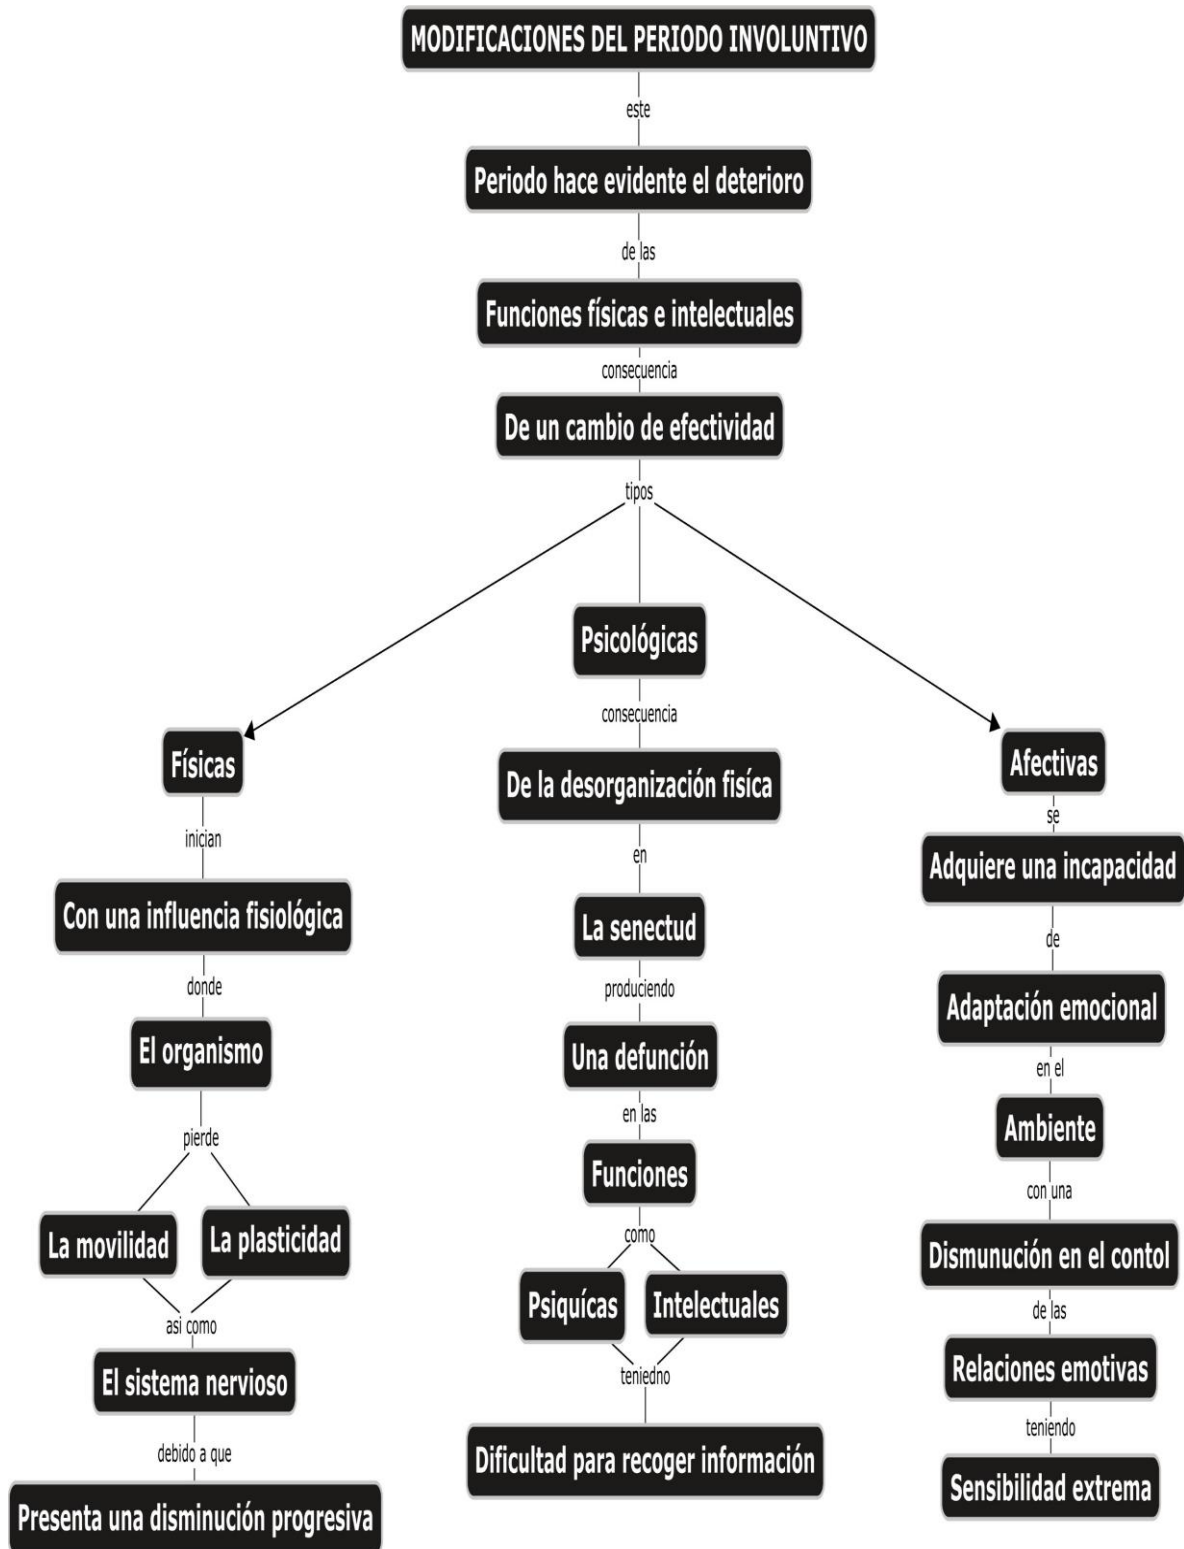 MODIFICACIONES DEL PERIODO INVOLUNTIVO
este
Periodo hace evidente el deterioro
de las
Funciones físicas e intelectuales
consecuencia
De un cambio de efectividad
tipos
Físicas
inician
Con una influencia fisiológica
donde
El organismo
pierde
La movilidad
La plasticidad
asi como
El sistema nervioso
debido a que
Presenta una disminución progresiva
Psicológicas
consecuencia
De la desorganización fisíca
en
La senectud
produciendo
Una defunción
en las
Funciones
como
Psiquícas
Intelectuales
teniedno
Dificultad para recoger información
Afectivas
se
Adquiere una incapacidad
de
Adaptación emocional
en el
Ambiente
con una
Dismunución en el contol
de las
Relaciones emotivas
teniendo
Sensibilidad extrema